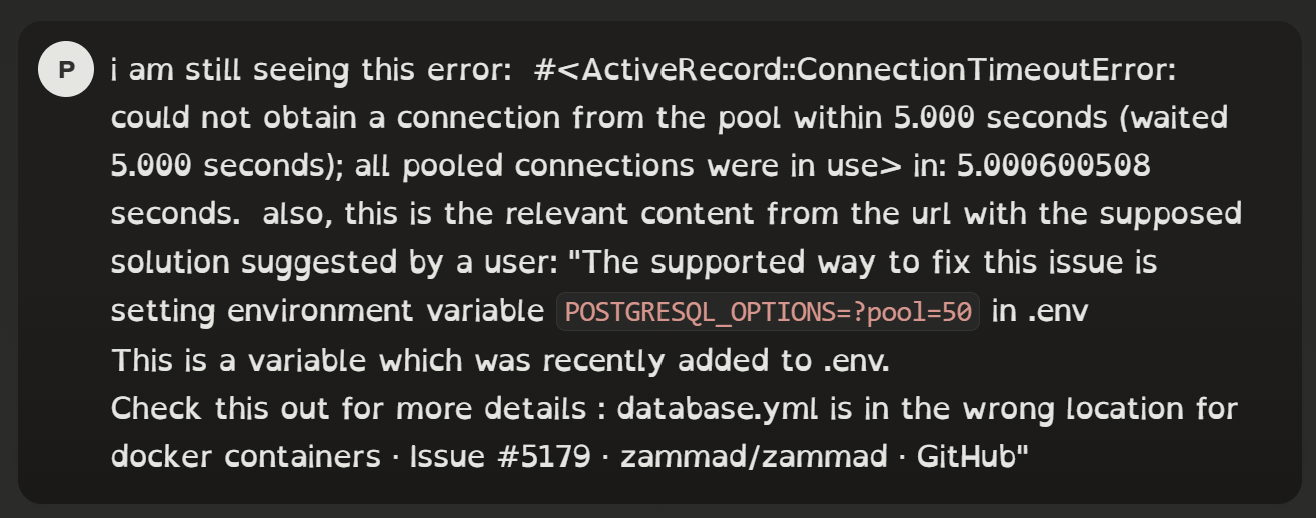 P
i am still seeing this error:  #<ActiveRecord::ConnectionTimeoutError:
could not obtain a connection from the pool within 5.000 seconds (waited
5.000 seconds); all pooled connections were in use> in: 5.000600508
seconds.  also, this is the relevant content from the url with the supposed
solution suggested by a user: "The supported way to fix this issue is
setting environment variable POSTGRESQL_OPTIONS=?pool=50 in .env
This is a variable which was recently added to .env.
Check this out for more details : database.yml is in the wrong location for
docker containers · Issue #5179 · zammad/zammad · GitHub"